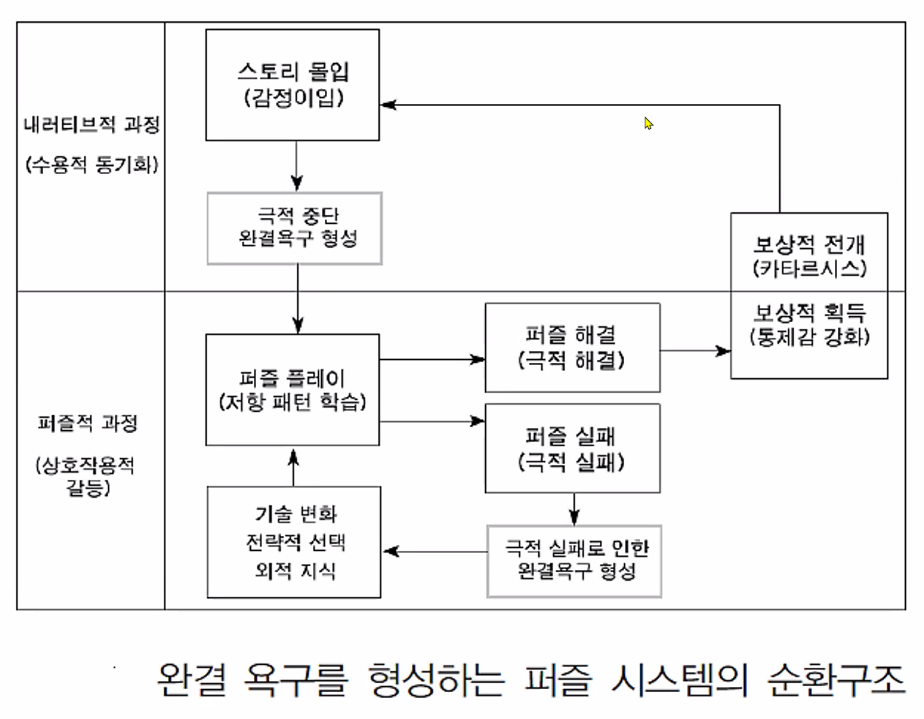 내러티브적 과정
(수용적 동기화)
스토리 몰입
(감정이입)
극적 중단
완결욕구 형성
보상적 전개
(카타르시스)
보상적 획득
(통제감 강화)
퍼즐적 과정
(상호작용적
갈등)
퍼즐 플레이
(저항 패턴 학습)
퍼즐 해결
(극적 해결)
퍼즐 실패
(극적 실패)
극적 실패로 인한
완결욕구 형성
기술 변화
전략적 선택
외적 지식
완결 욕구를 형성하는 퍼즐 시스템의 순환구조